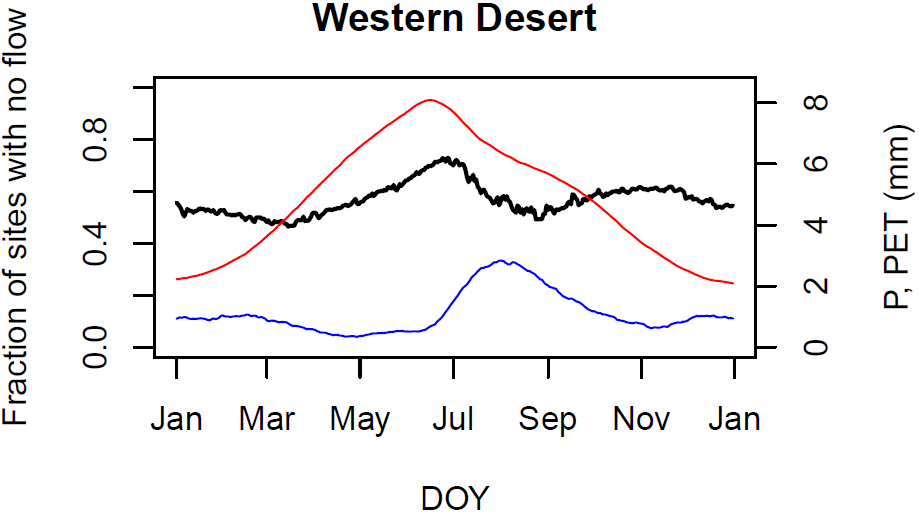 Western Desert
Fraction of sites with no flow
0.0
0.4
0.8
0
2
4
6
8
P, PET (mm)
Jan Mar May Jul Sep Nov Jan
DOY